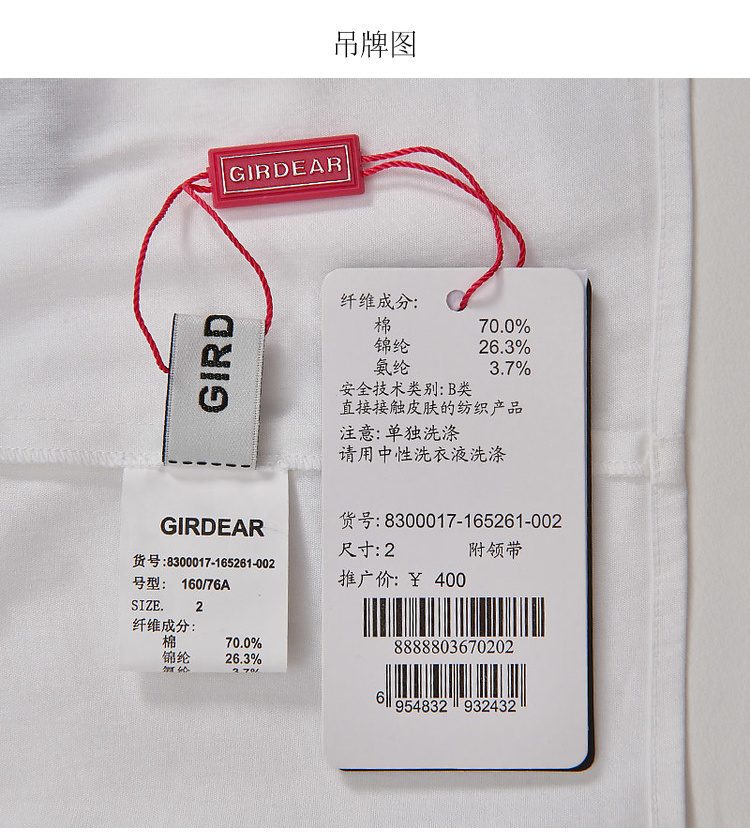 吊牌图
GIRDEAR
GIRD
纤维成分:
棉 70.0%
锦纶 26.3%
氨纶 3.7%
安全技术类别: B类
直接接触皮肤的纺织产品
注意: 单独洗涤
请用中性洗衣液洗涤
货号: 8300017-165261-002
尺寸: 2 附领带
推广价: ¥ 400
8888803670202
6 954832 932432
GIRDEAR
货号:8300017-165261-002
号型: 160/76A
SIZE. 2
纤维成分:
棉 70.0%
锦纶 26.3%
氨纶 3.7%